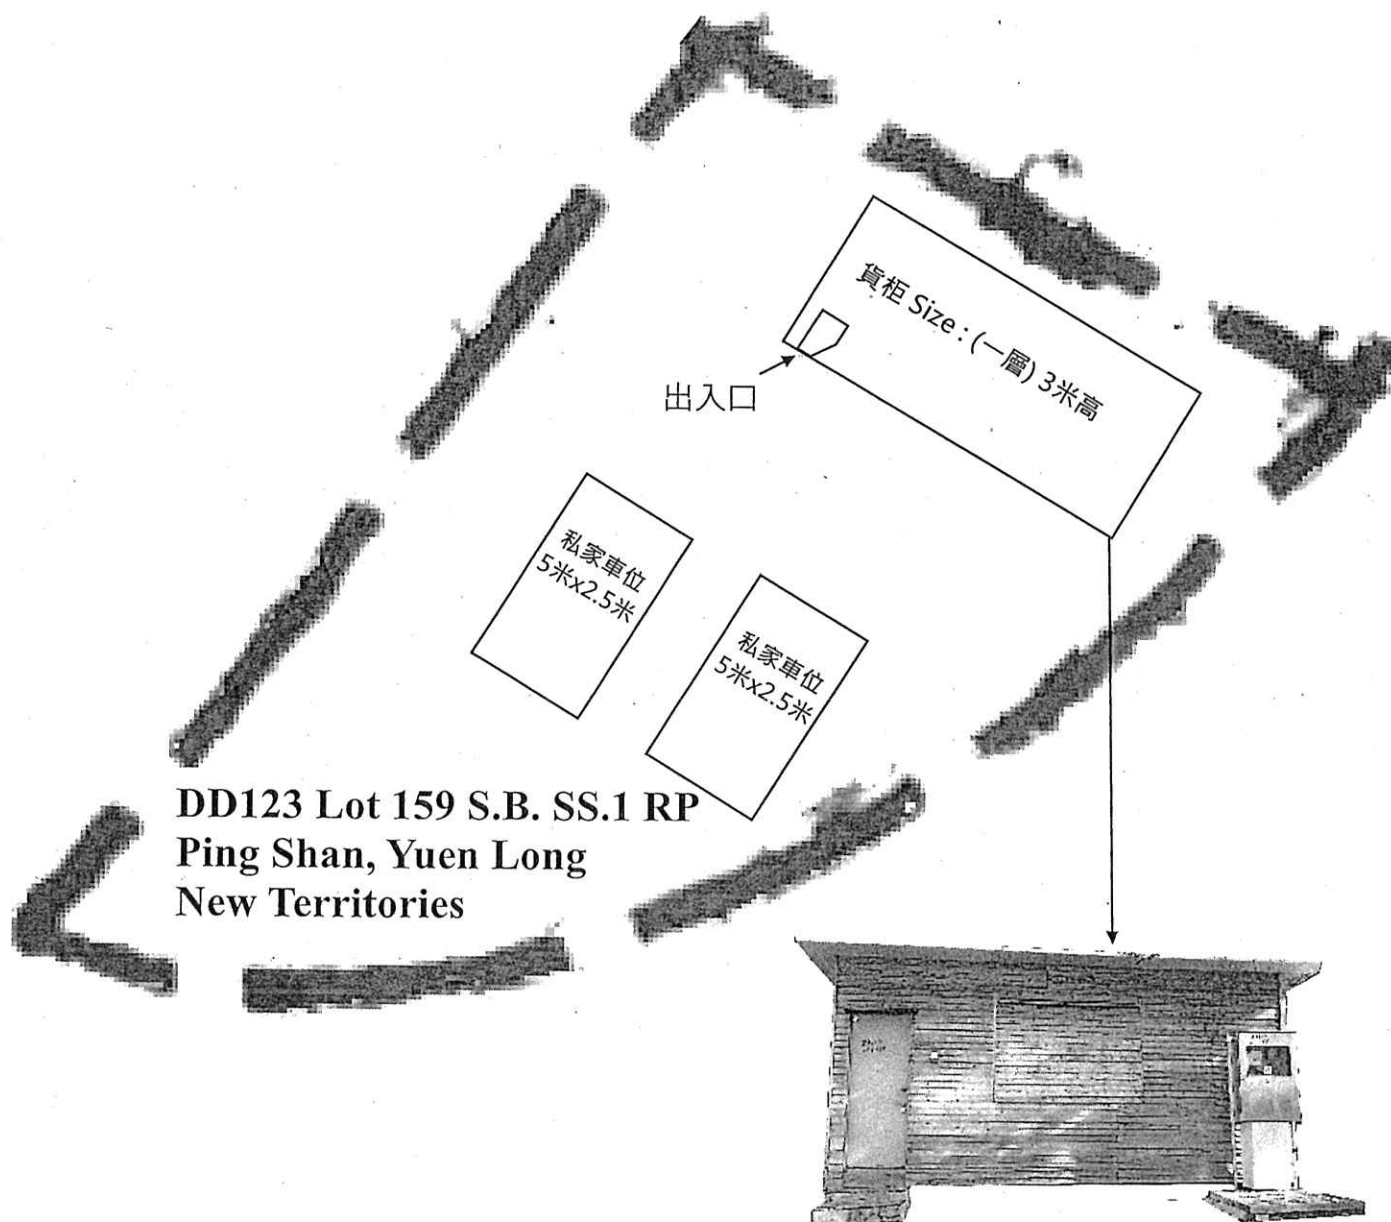 貨柜 Size : (一層) 3米高
出入口
私家車位
5米x2.5米
私家車位
5米x2.5米
DD123 Lot 159 S.B. SS.1 RP
Ping Shan, Yuen Long
New Territories